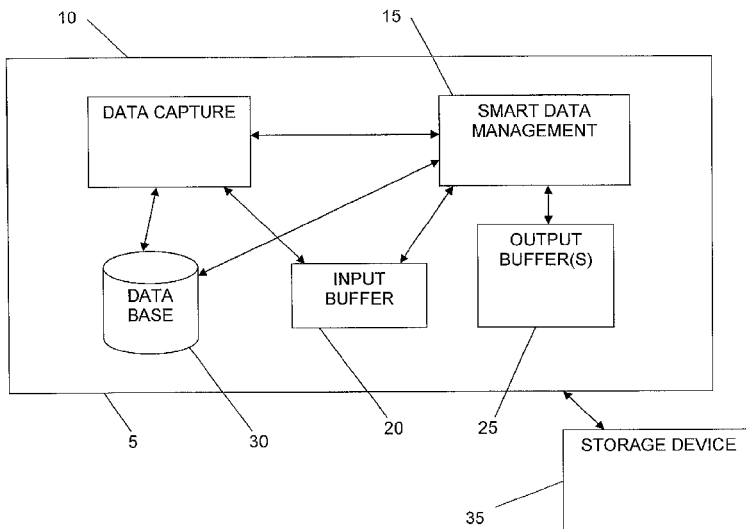 10
15
DATA CAPTURE
SMART DATA
MANAGEMENT
DATA
BASE
INPUT
BUFFER
OUTPUT
BUFFER(S)
5
30
20
25
STORAGE DEVICE
35